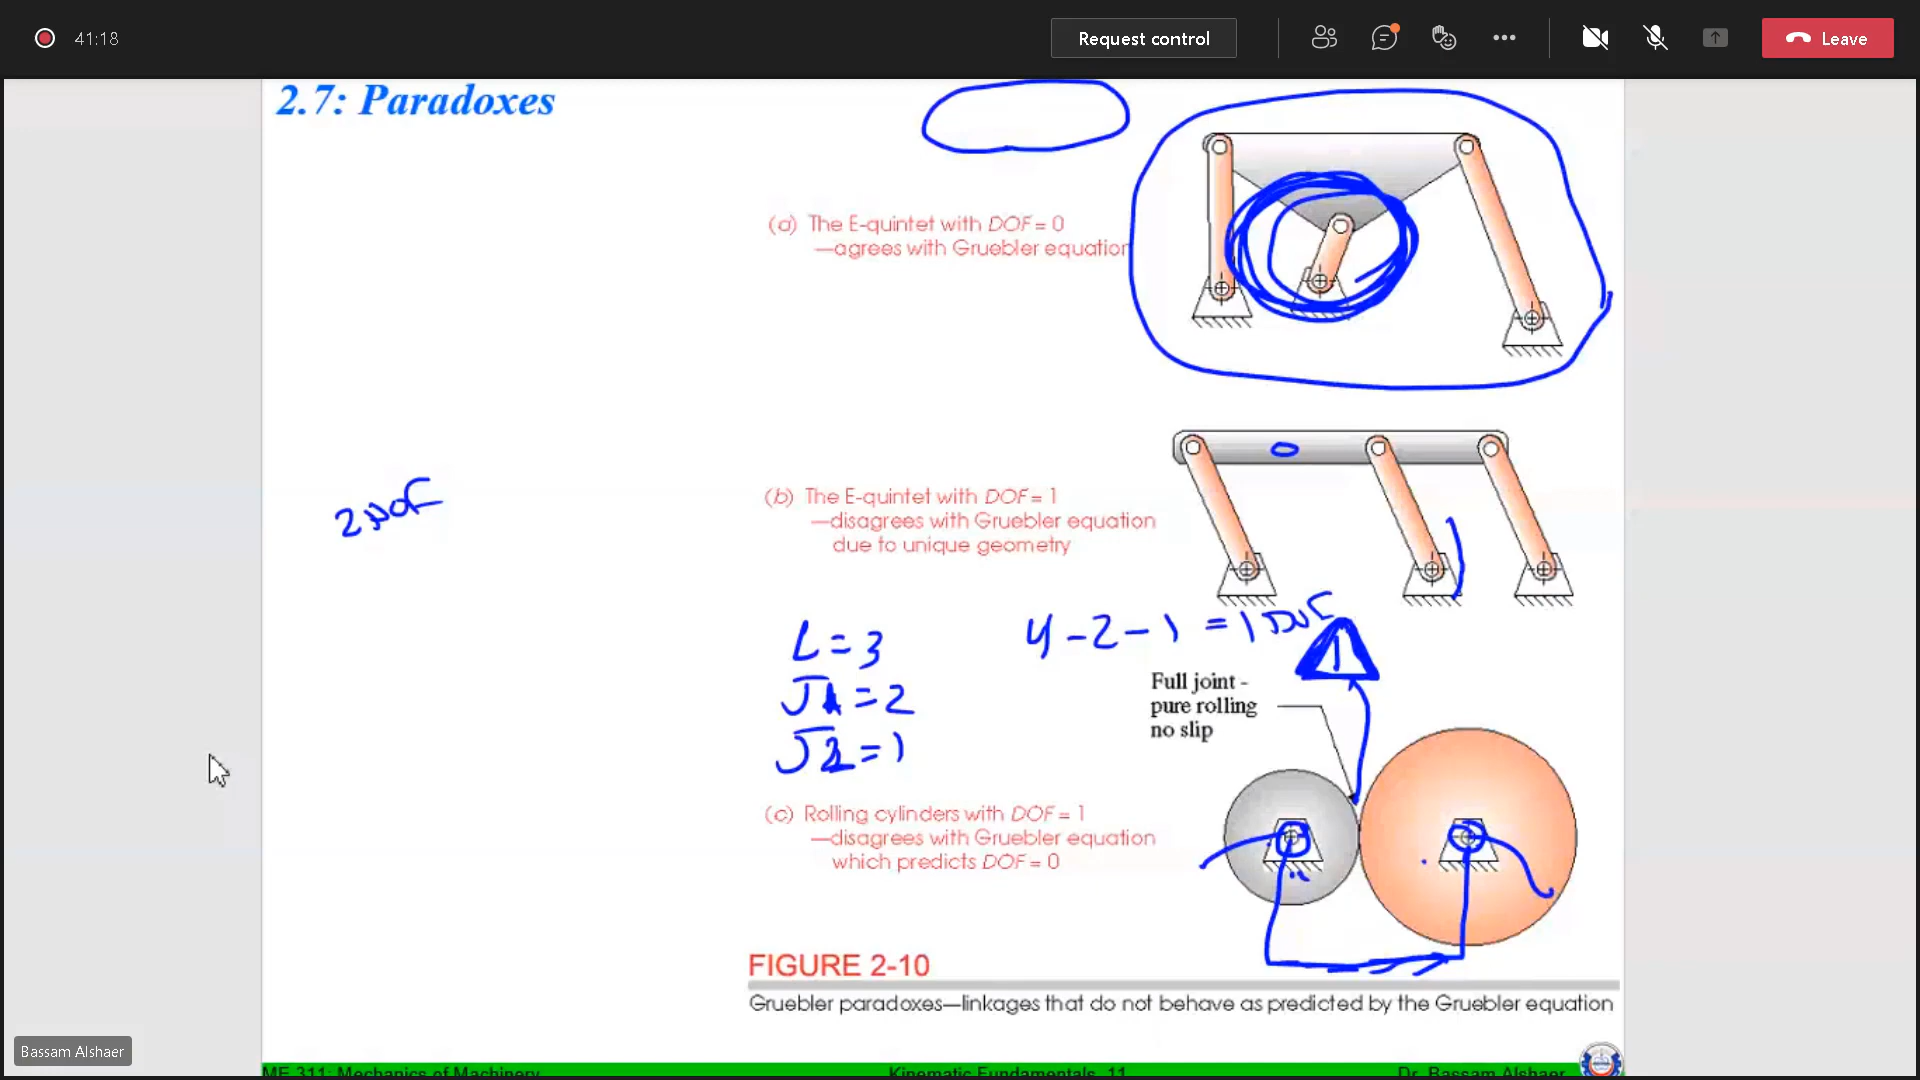 41:18
Request control
Leave
2.7: Paradoxes
(a) The E-quintet with DOF = 0
—agrees with Gruebler equation
2 DOF
(b) The E-quintet with DOF = 1
—disagrees with Gruebler equation
due to unique geometry
L = 3
J1 = 2
J2 = 1
4 - 2 - 1 = 1 DOF
1
Full joint -
pure rolling
no slip
(c) Rolling cylinders with DOF = 1
—disagrees with Gruebler equation
which predicts DOF = 0
FIGURE 2-10
Gruebler paradoxes—linkages that do not behave as predicted by the Gruebler equation
Bassam Alshaer
ME 311: Mechanics of Machinery
Kinematic Fundamentals 11
Dr. Bassam Alshaer